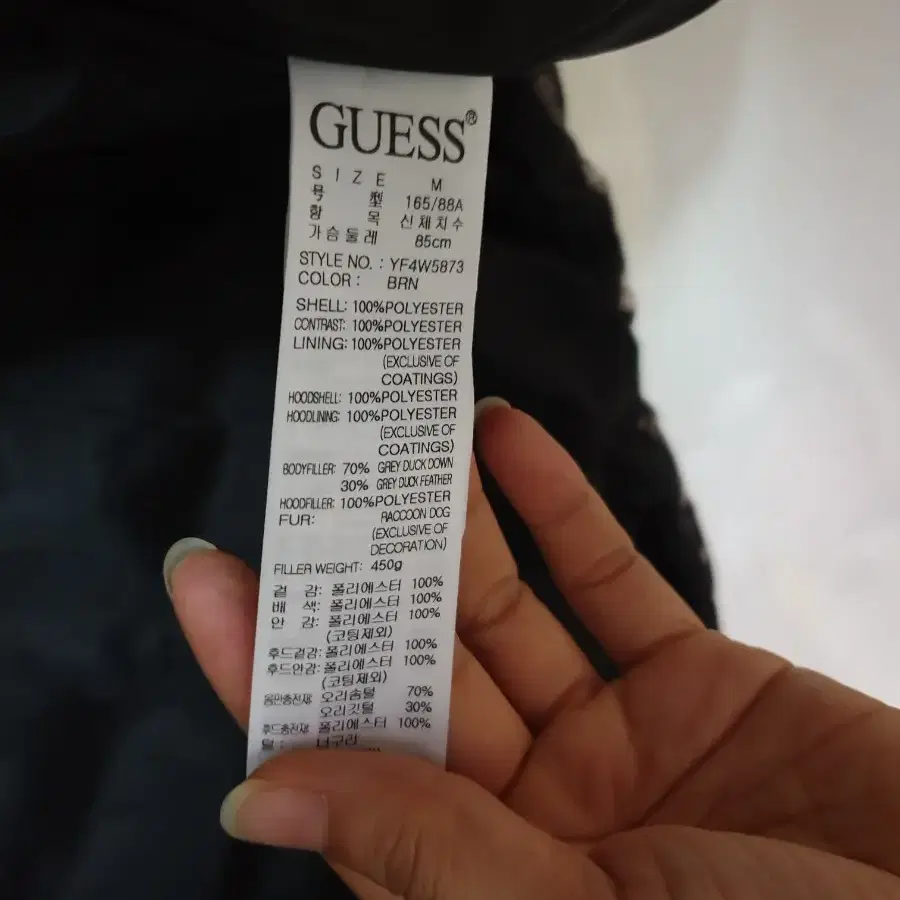 GUESS®
SIZE M
号型 165/88A
항목 신체치수
가슴둘레 85cm
STYLE NO. : YF4W5873
COLOR : BRN
SHELL: 100%POLYESTER
CONTRAST: 100%POLYESTER
LINING: 100%POLYESTER
(EXCLUSIVE OF
COATINGS)
HOODSHELL: 100%POLYESTER
HOODLINING: 100%POLYESTER
(EXCLUSIVE OF
COATINGS)
BODYFILLER: 70% GREY DUCK DOWN
30% GREY DUCK FEATHER
HOODFILLER: 100%POLYESTER
FUR: RACCOON DOG
(EXCLUSIVE OF
DECORATION)
FILLER WEIGHT: 450g
겉감: 폴리에스터 100%
배색: 폴리에스터 100%
안감: 폴리에스터 100%
(코팅제외)
후드겉감: 폴리에스터 100%
후드안감: 폴리에스터 100%
(코팅제외)
몸판충전재: 오리솜털 70%
오리깃털 30%
후드충전재: 폴리에스터 100%
털: 너구리